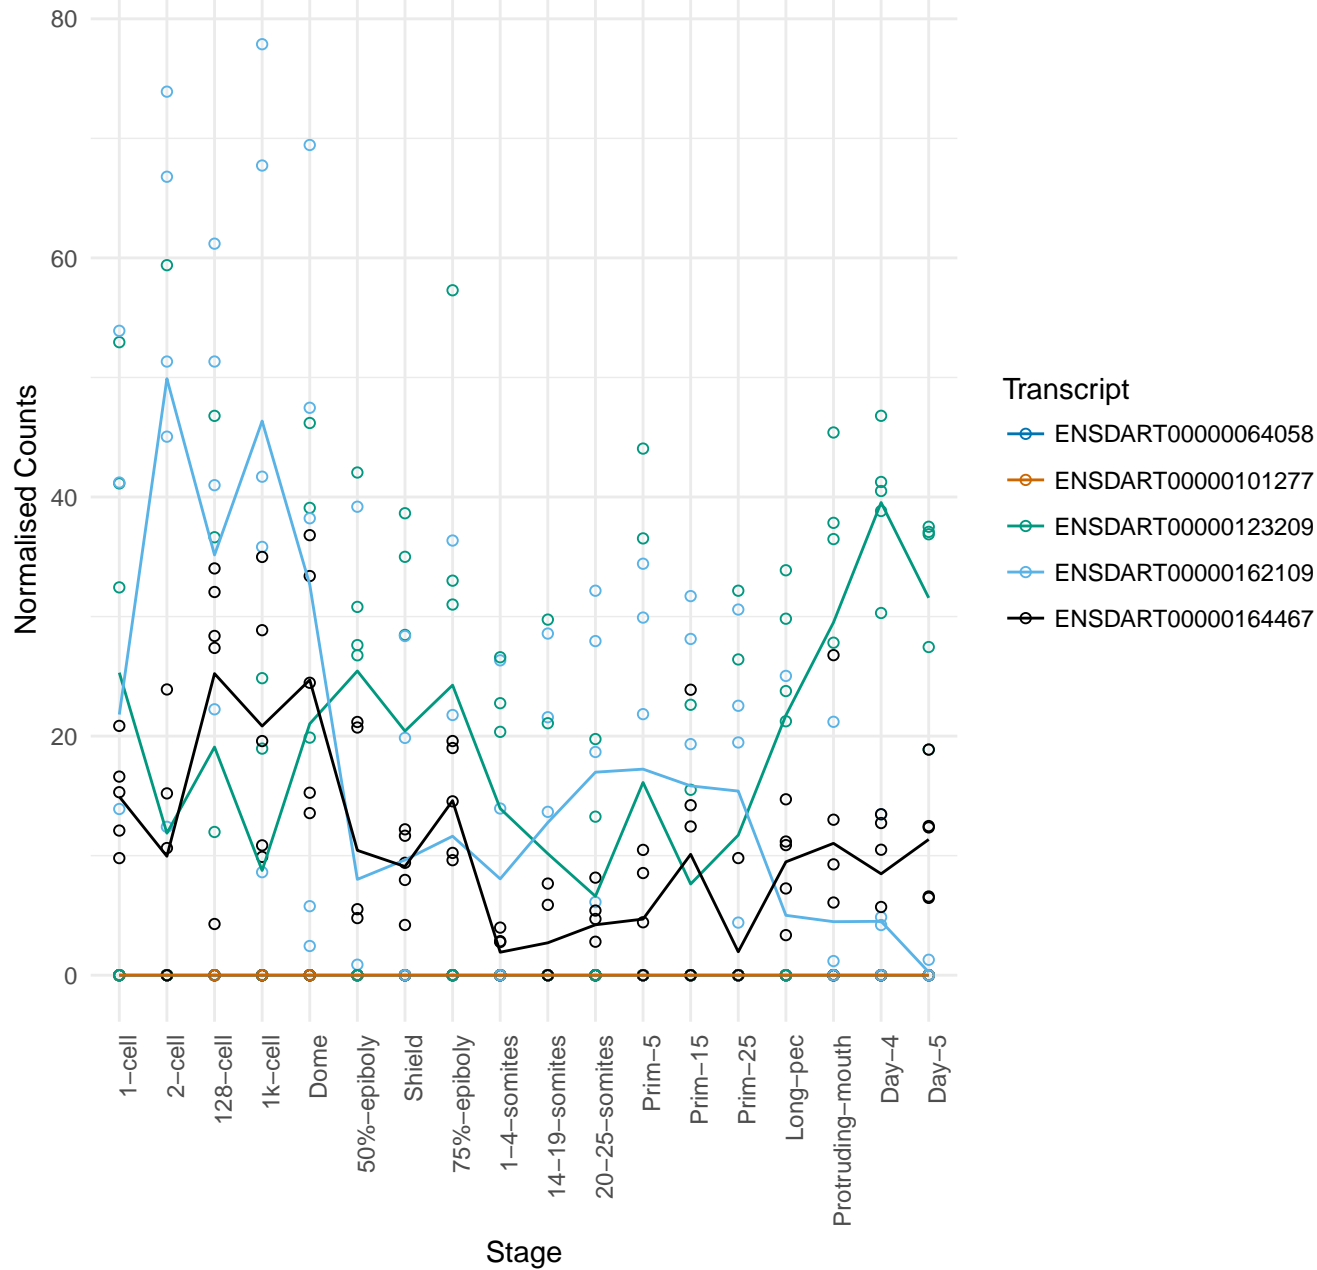 80
60
40
20
0
Normalised Counts
1−cell
2−cell
128−cell
1k−cell
Dome
50%−epiboly
Shield
75%−epiboly
1−4−somites
14−19−somites
20−25−somites
Prim−5
Prim−15
Prim−25
Long−pec
Protruding−mouth
Day−4
Day−5
Stage
Transcript
ENSDART00000064058
ENSDART00000101277
ENSDART00000123209
ENSDART00000162109
ENSDART00000164467